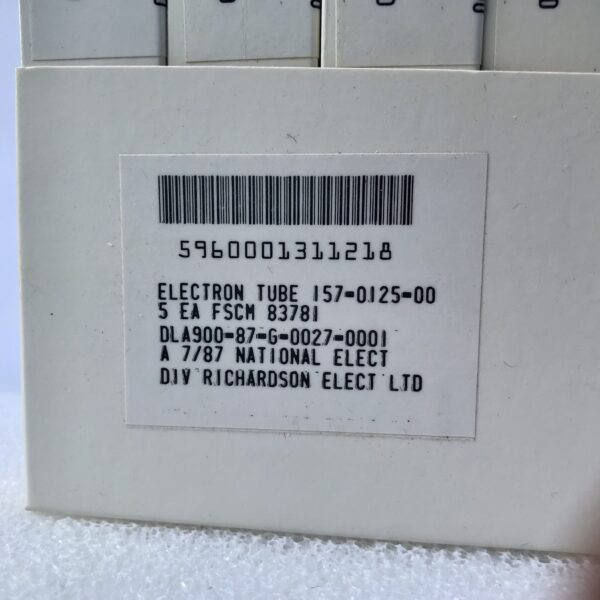 5960001311218
ELECTRON TUBE 157-0125-00
5 EA FSCM 83781
DLA900-87-G-0027-0001
A 7/87 NATIONAL ELECT
DIV RICHARDSON ELECT LTD